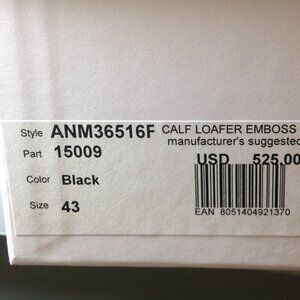 Style ANM36516F CALF LOAFER EMBOSS
manufacturer's suggested
Part 15009
USD 525.00
Color Black
Size 43
EAN 8051404921370